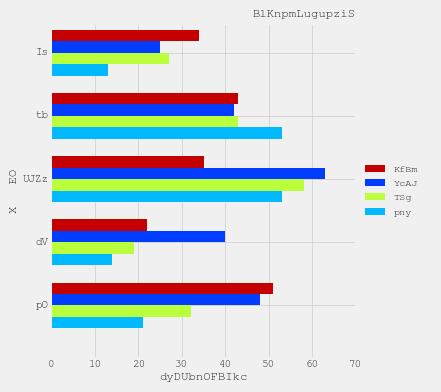 BlKnpmLugupziS
Is
tb
UJZz
dV
pO
X EO
0 10 20 30 40 50 60 70
dyDUbnOFBIkc
KfBm
YcAJ
TSg
pny